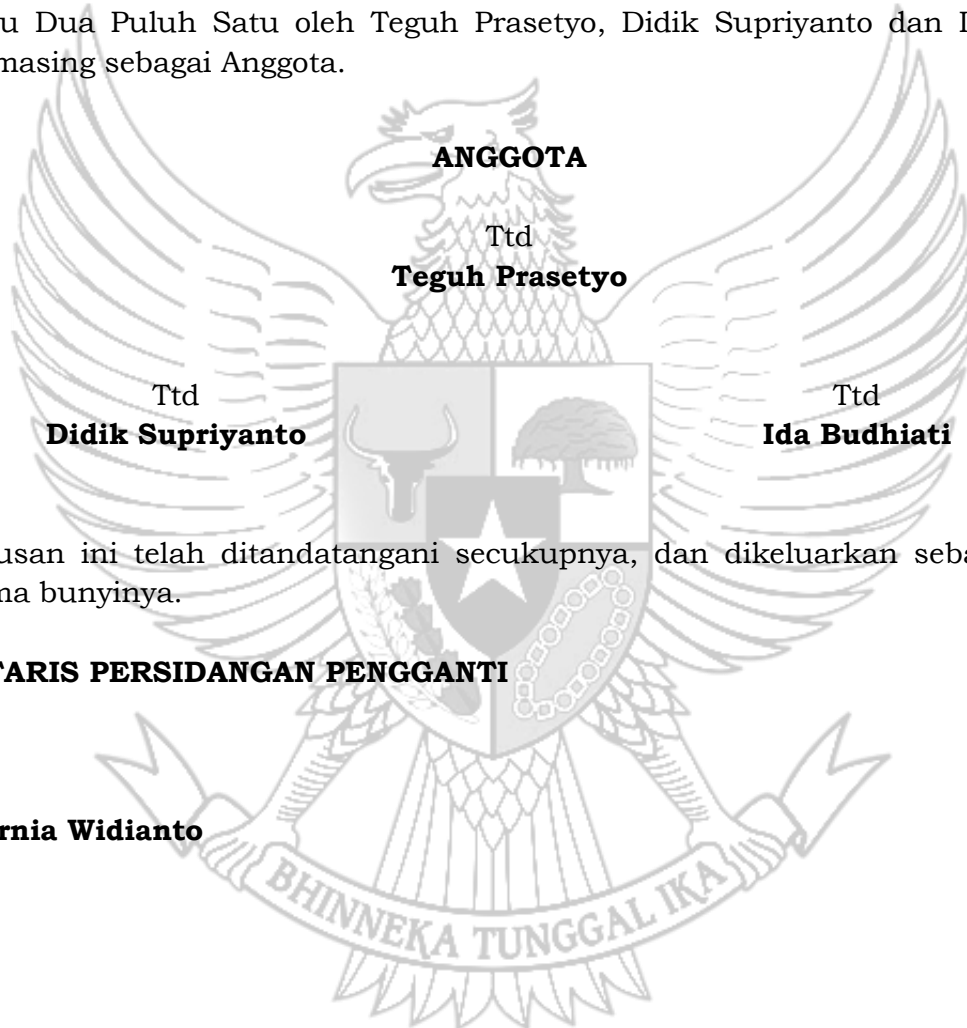 u Dua Puluh Satu oleh Teguh Prasetyo, Didik Supriyanto dan I
masing sebagai Anggota.
ANGGOTA
Ttd
Teguh Prasetyo
Ttd Ttd
Didik Supriyanto Ida Budhiati
usan ini telah ditandatangani secukupnya, dan dikeluarkan seba
na bunyinya.
TARIS PERSIDANGAN PENGGANTI
rnia Widianto
BHINNEKA TUNGGAL IKA